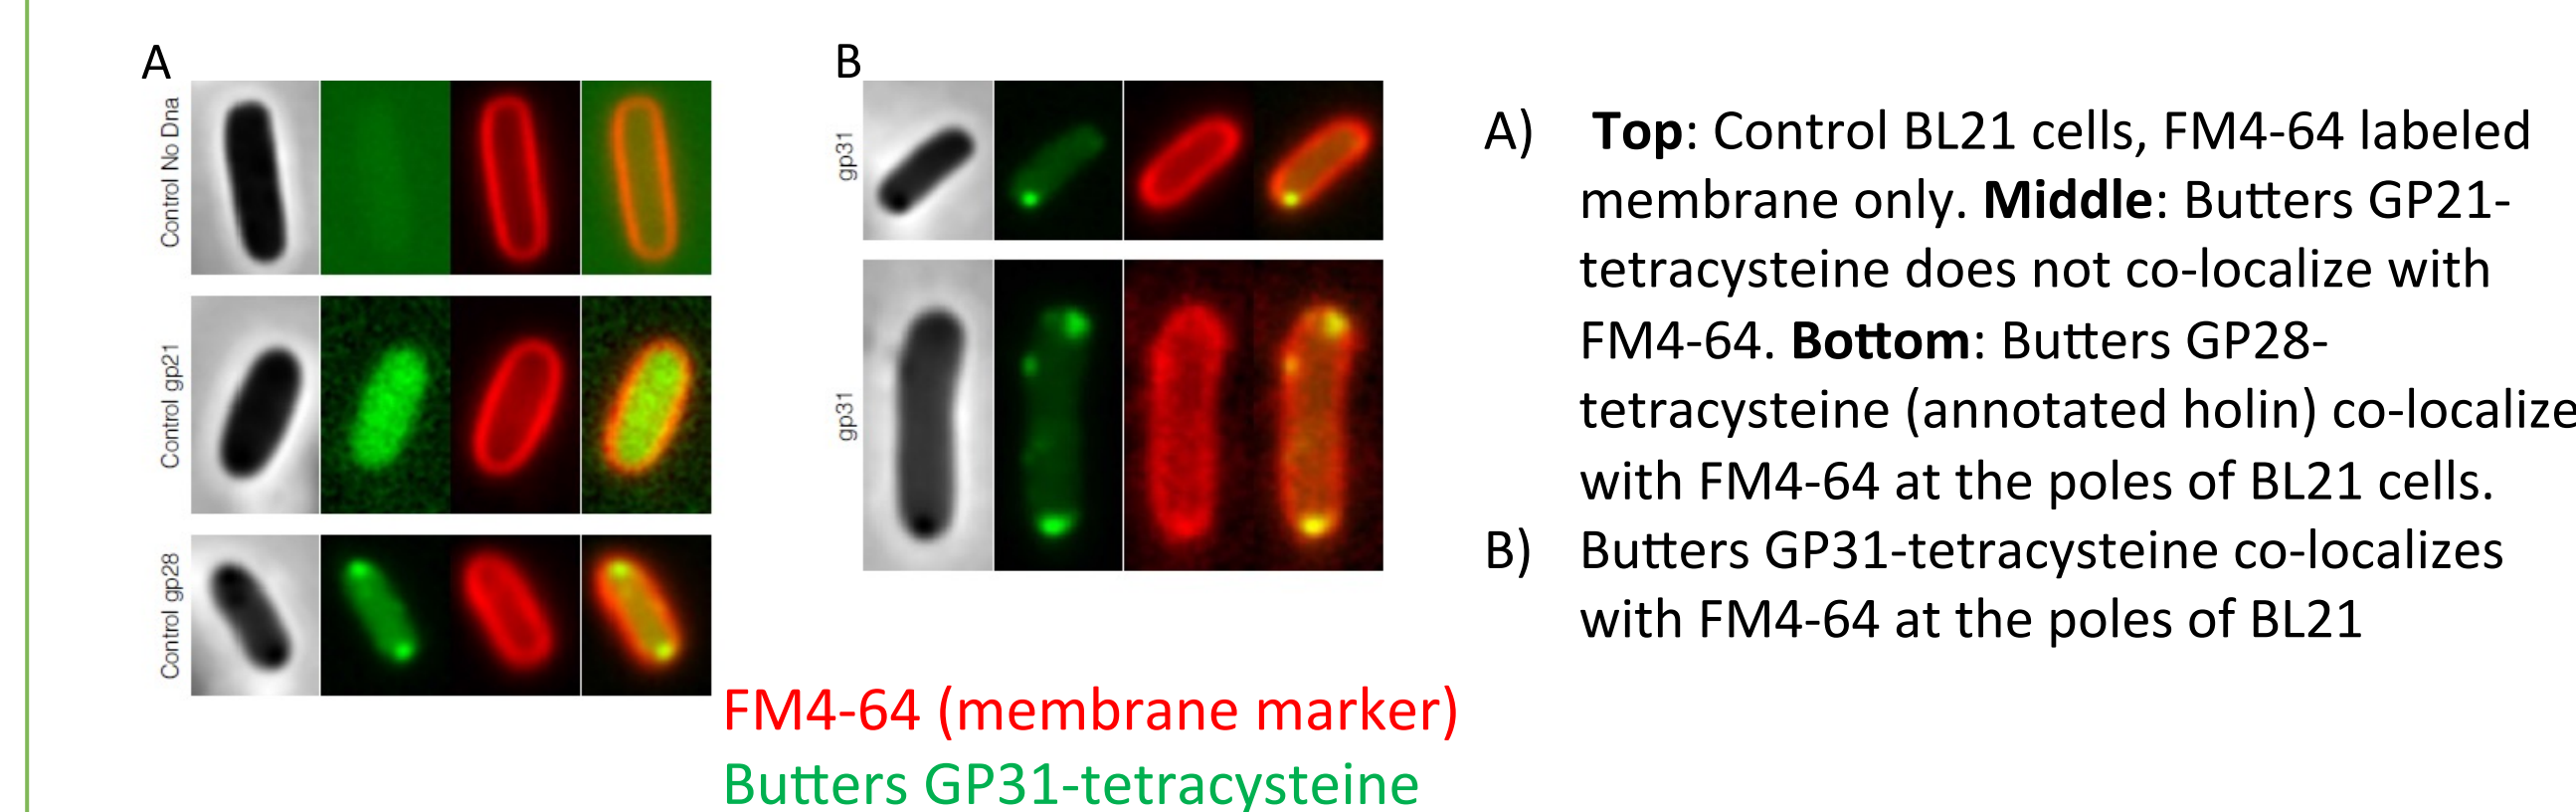 A
Control No Dna
Control gp21
Control gp28
B
gp31
gp31
FM4-64 (membrane marker)
Butters GP31-tetracysteine
A) Top: Control BL21 cells, FM4-64 labeled
membrane only. Middle: Butters GP21-
tetracysteine does not co-localize with
FM4-64. Bottom: Butters GP28-
tetracysteine (annotated holin) co-localize
with FM4-64 at the poles of BL21 cells.
B) Butters GP31-tetracysteine co-localizes
with FM4-64 at the poles of BL21